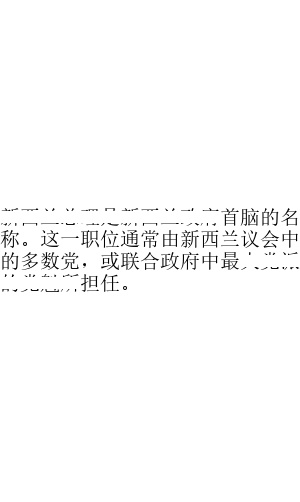 新西兰总理是新西兰政府首脑的名
称。这一职位通常由新西兰议会中
的多数党，或联合政府中最大党派
的党魁所担任。